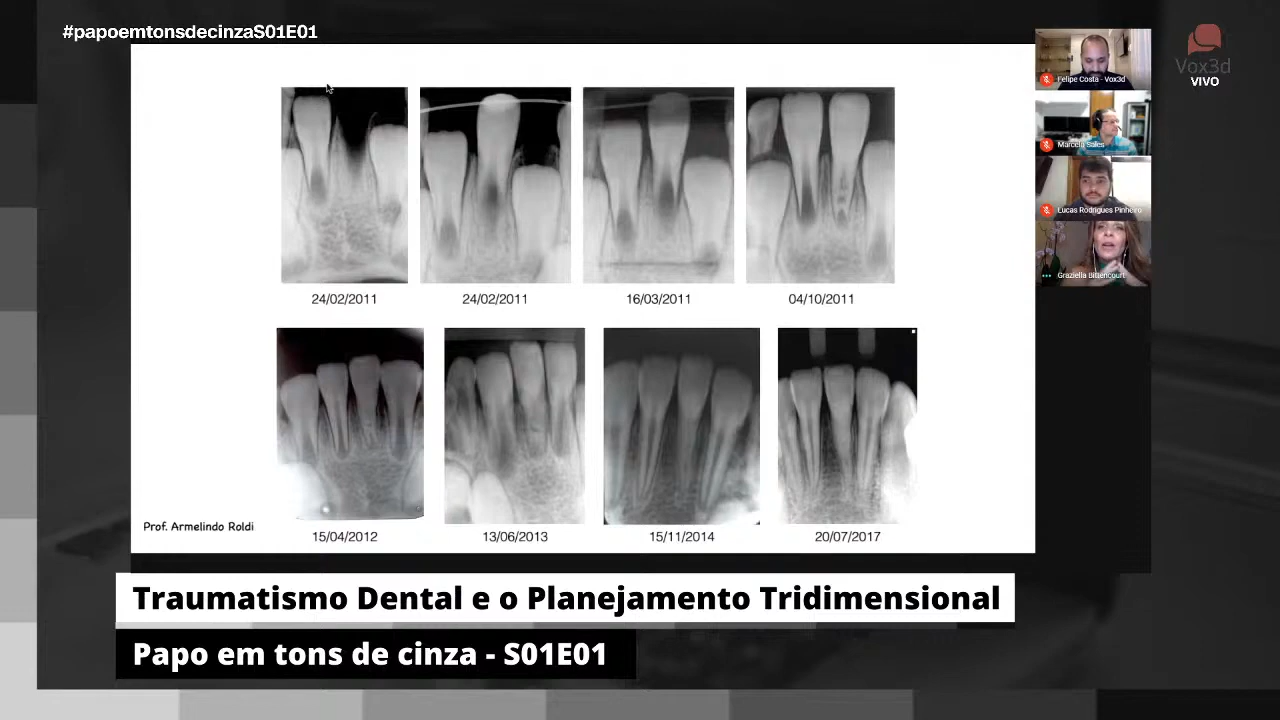 #papoemtonsdecinzaS01E01
Vox3d
VIVO
Felipe Costa - Vox3d
Marcelo Sales
Lucas Rodrigues Pinheiro
Graziella Bittencourt
24/02/2011
24/02/2011
16/03/2011
04/10/2011
15/04/2012
13/06/2013
15/11/2014
20/07/2017
Prof. Armelindo Roldi
Traumatismo Dental e o Planejamento Tridimensional
Papo em tons de cinza - S01E01